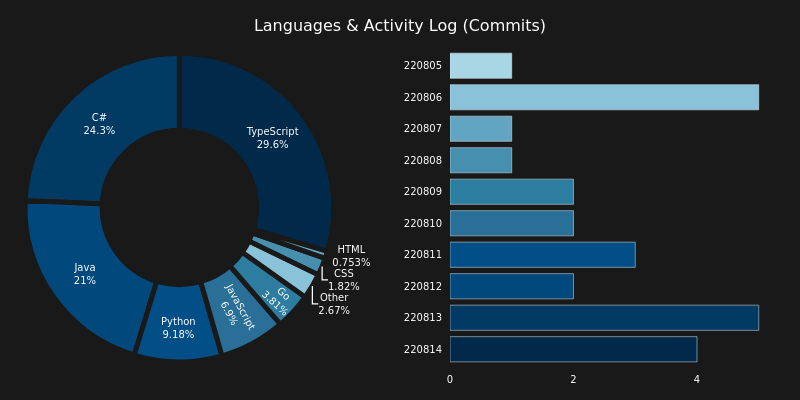 Languages & Activity Log (Commits)
C#
24.3%
TypeScript
29.6%
Java
21%
Python
9.18%
JavaScript
6.9%
Go
3.81%
HTML
0.753%
CSS
1.82%
Other
2.67%
220805
220806
220807
220808
220809
220810
220811
220812
220813
220814
0 2 4